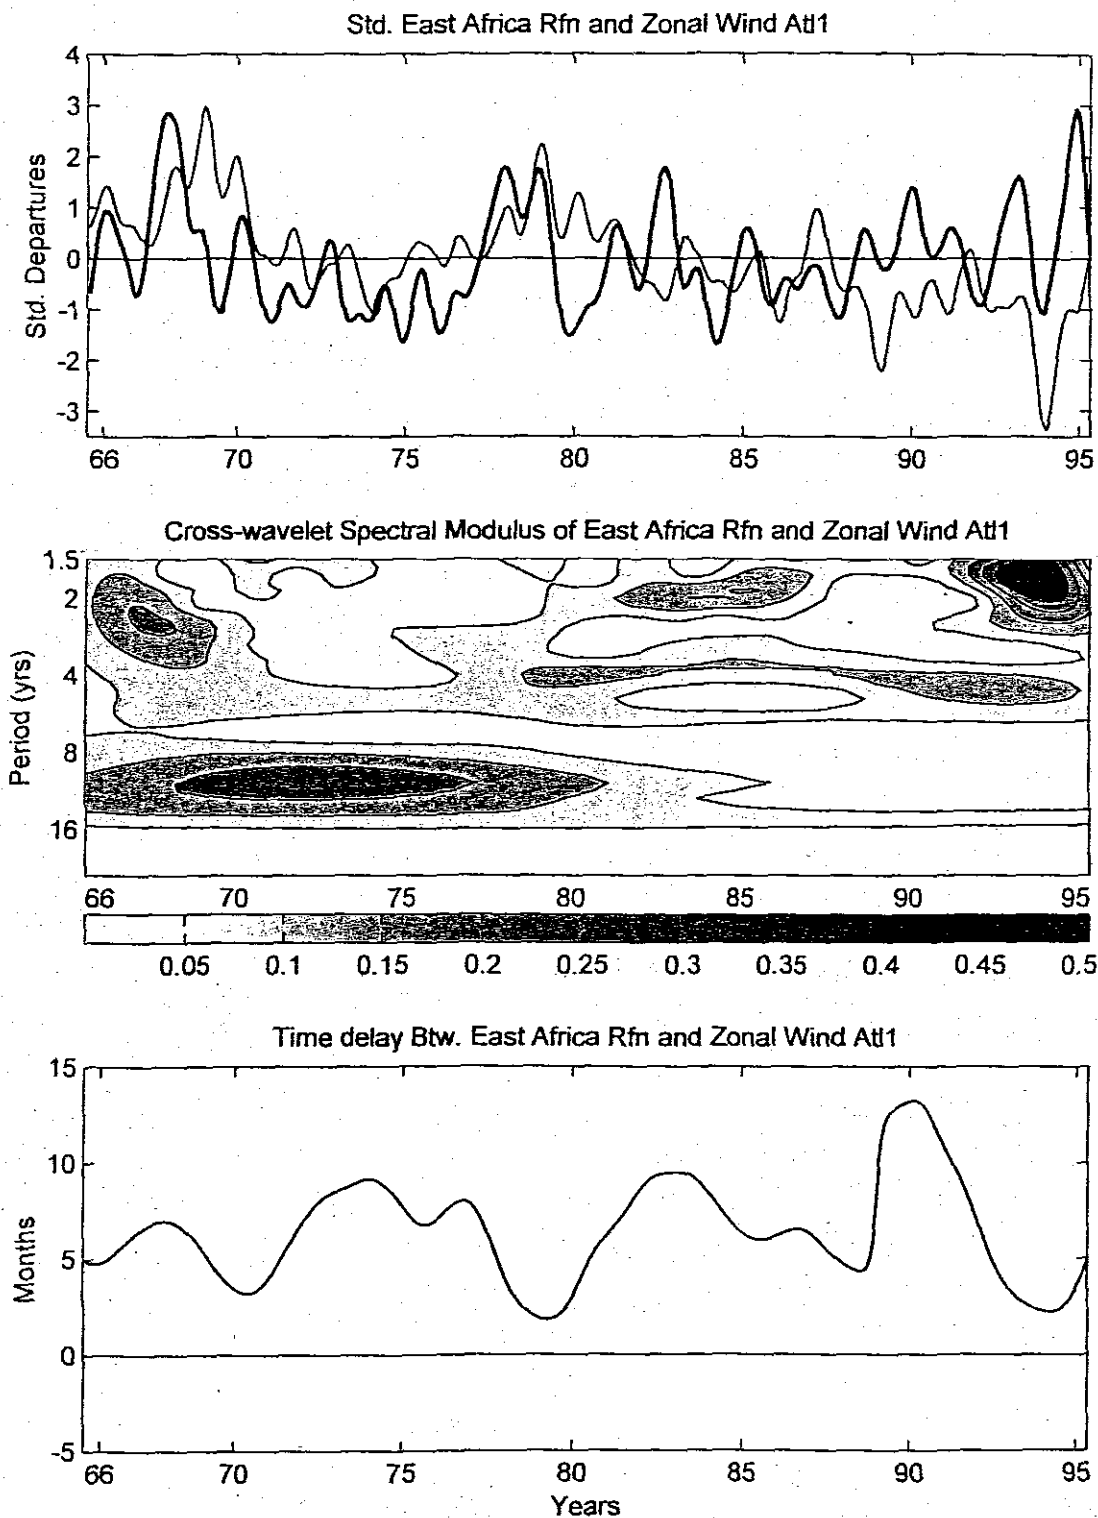 Std. East Africa Rfn and Zonal Wind Atl1
4
3
2
1
0
-1
-2
-3
Std. Departures
66 70 75 80 85 90 95
Cross-wavelet Spectral Modulus of East Africa Rfn and Zonal Wind Atl1
1.5
2
4
8
16
Period (yrs)
66 70 75 80 85 90 95
0.05 0.1 0.15 0.2 0.25 0.3 0.35 0.4 0.45 0.5
Time delay Btw. East Africa Rfn and Zonal Wind Atl1
15
10
5
0
-5
Months
66 70 75 80 85 90 95
Years